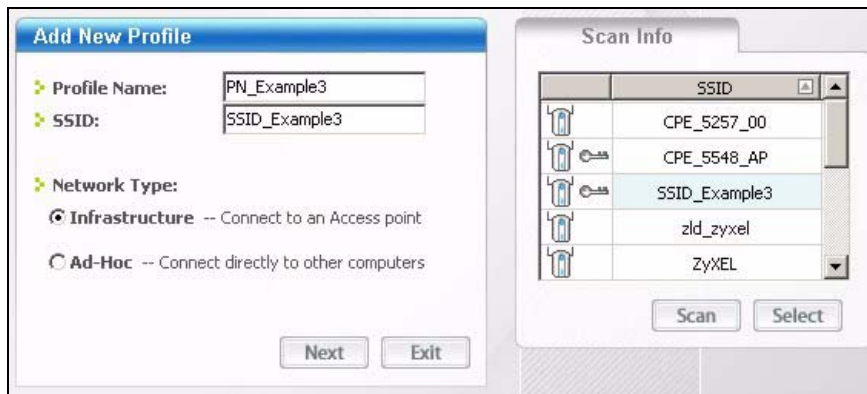 Add New Profile
Profile Name: PN_Example3
SSID: SSID_Example3
Network Type:
Infrastructure -- Connect to an Access point
Ad-Hoc -- Connect directly to other computers
Next Exit
Scan Info
SSID
CPE_5257_00
CPE_5548_AP
SSID_Example3
zld_zyxel
ZyXEL
Scan Select